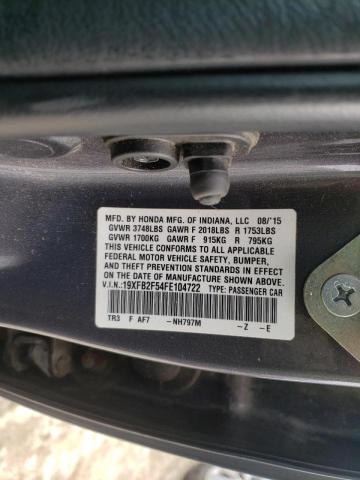 MFD. BY HONDA MFG. OF INDIANA, LLC 08/'15
GVWR 3748LBS GAWR F 2018LBS R 1753LBS
GVWR 1700KG GAWR F 915KG R 795KG
THIS VEHICLE CONFORMS TO ALL APPLICABLE
FEDERAL MOTOR VEHICLE SAFETY, BUMPER,
AND THEFT PREVENTION STANDARDS IN EFFECT
ON THE DATE OF MANUFACTURE SHOWN ABOVE.
V.I.N.:19XFB2F54FE104722 TYPE: PASSENGER CAR
TR3 F AF7 -NH797M -Z -E